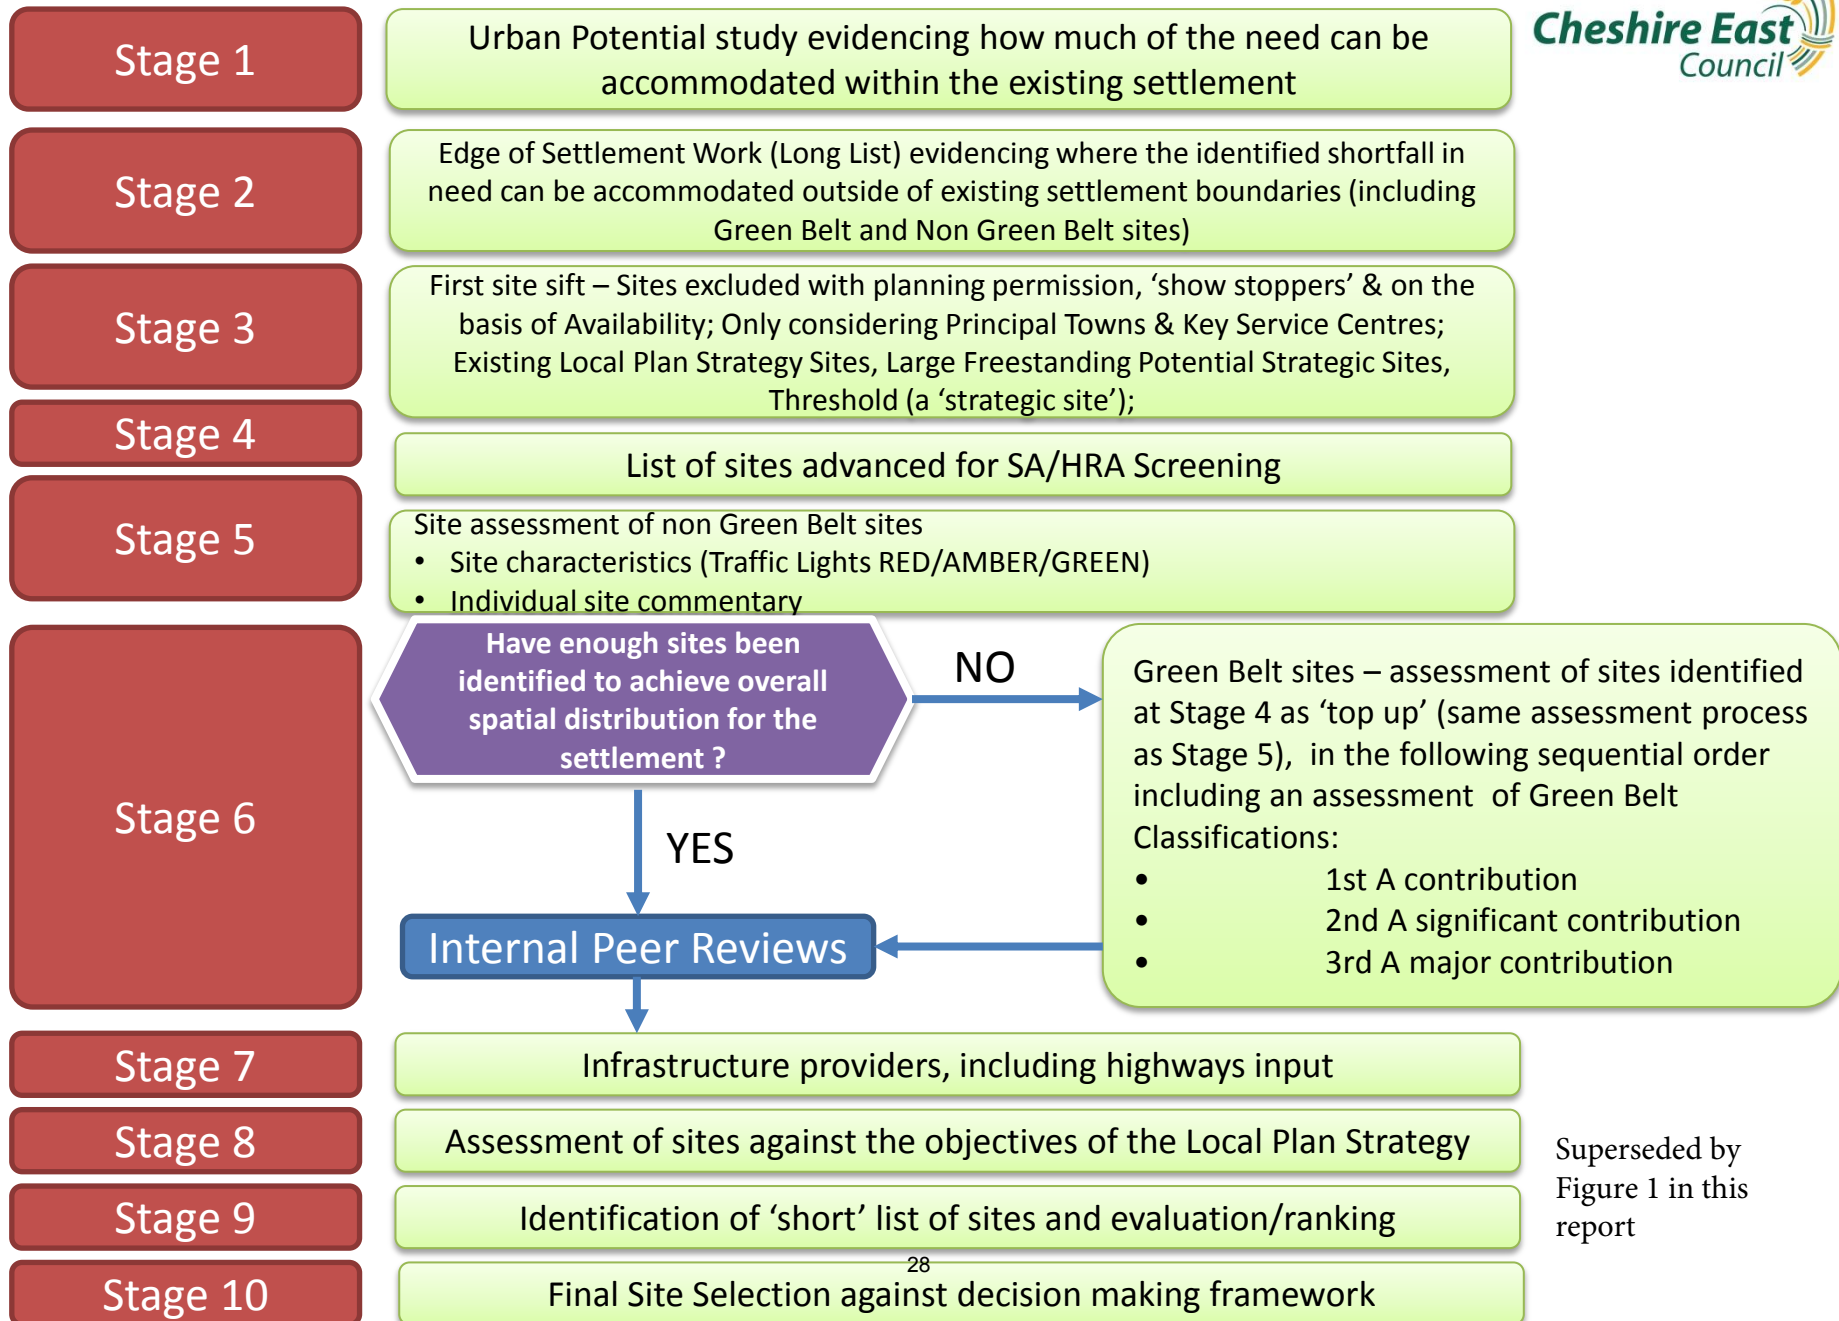 Cheshire East
Council
Stage 1
Urban Potential study evidencing how much of the need can be
accommodated within the existing settlement
Stage 2
Edge of Settlement Work (Long List) evidencing where the identified shortfall in
need can be accommodated outside of existing settlement boundaries (including
Green Belt and Non Green Belt sites)
Stage 3
First site sift – Sites excluded with planning permission, ‘show stoppers’ & on the
basis of Availability; Only considering Principal Towns & Key Service Centres;
Existing Local Plan Strategy Sites, Large Freestanding Potential Strategic Sites,
Threshold (a ‘strategic site’);
Stage 4
List of sites advanced for SA/HRA Screening
Stage 5
Site assessment of non Green Belt sites
• Site characteristics (Traffic Lights RED/AMBER/GREEN)
• Individual site commentary
Stage 6
Have enough sites been
identified to achieve overall
spatial distribution for the
settlement ?
NO
YES
Green Belt sites – assessment of sites identified
at Stage 4 as ‘top up’ (same assessment process
as Stage 5), in the following sequential order
including an assessment of Green Belt
Classifications:
• 1st A contribution
• 2nd A significant contribution
• 3rd A major contribution
Internal Peer Reviews
Stage 7
Infrastructure providers, including highways input
Stage 8
Assessment of sites against the objectives of the Local Plan Strategy
Superseded by
Figure 1 in this
report
Stage 9
Identification of ‘short’ list of sites and evaluation/ranking
28
Stage 10
Final Site Selection against decision making framework